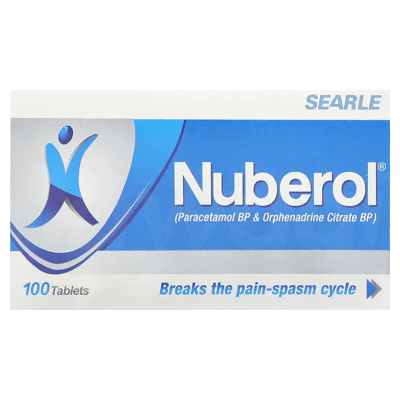 SEARLE
Nuberol®
(Paracetamol BP & Orphenadrine Citrate BP)
100 Tablets
Breaks the pain-spasm cycle